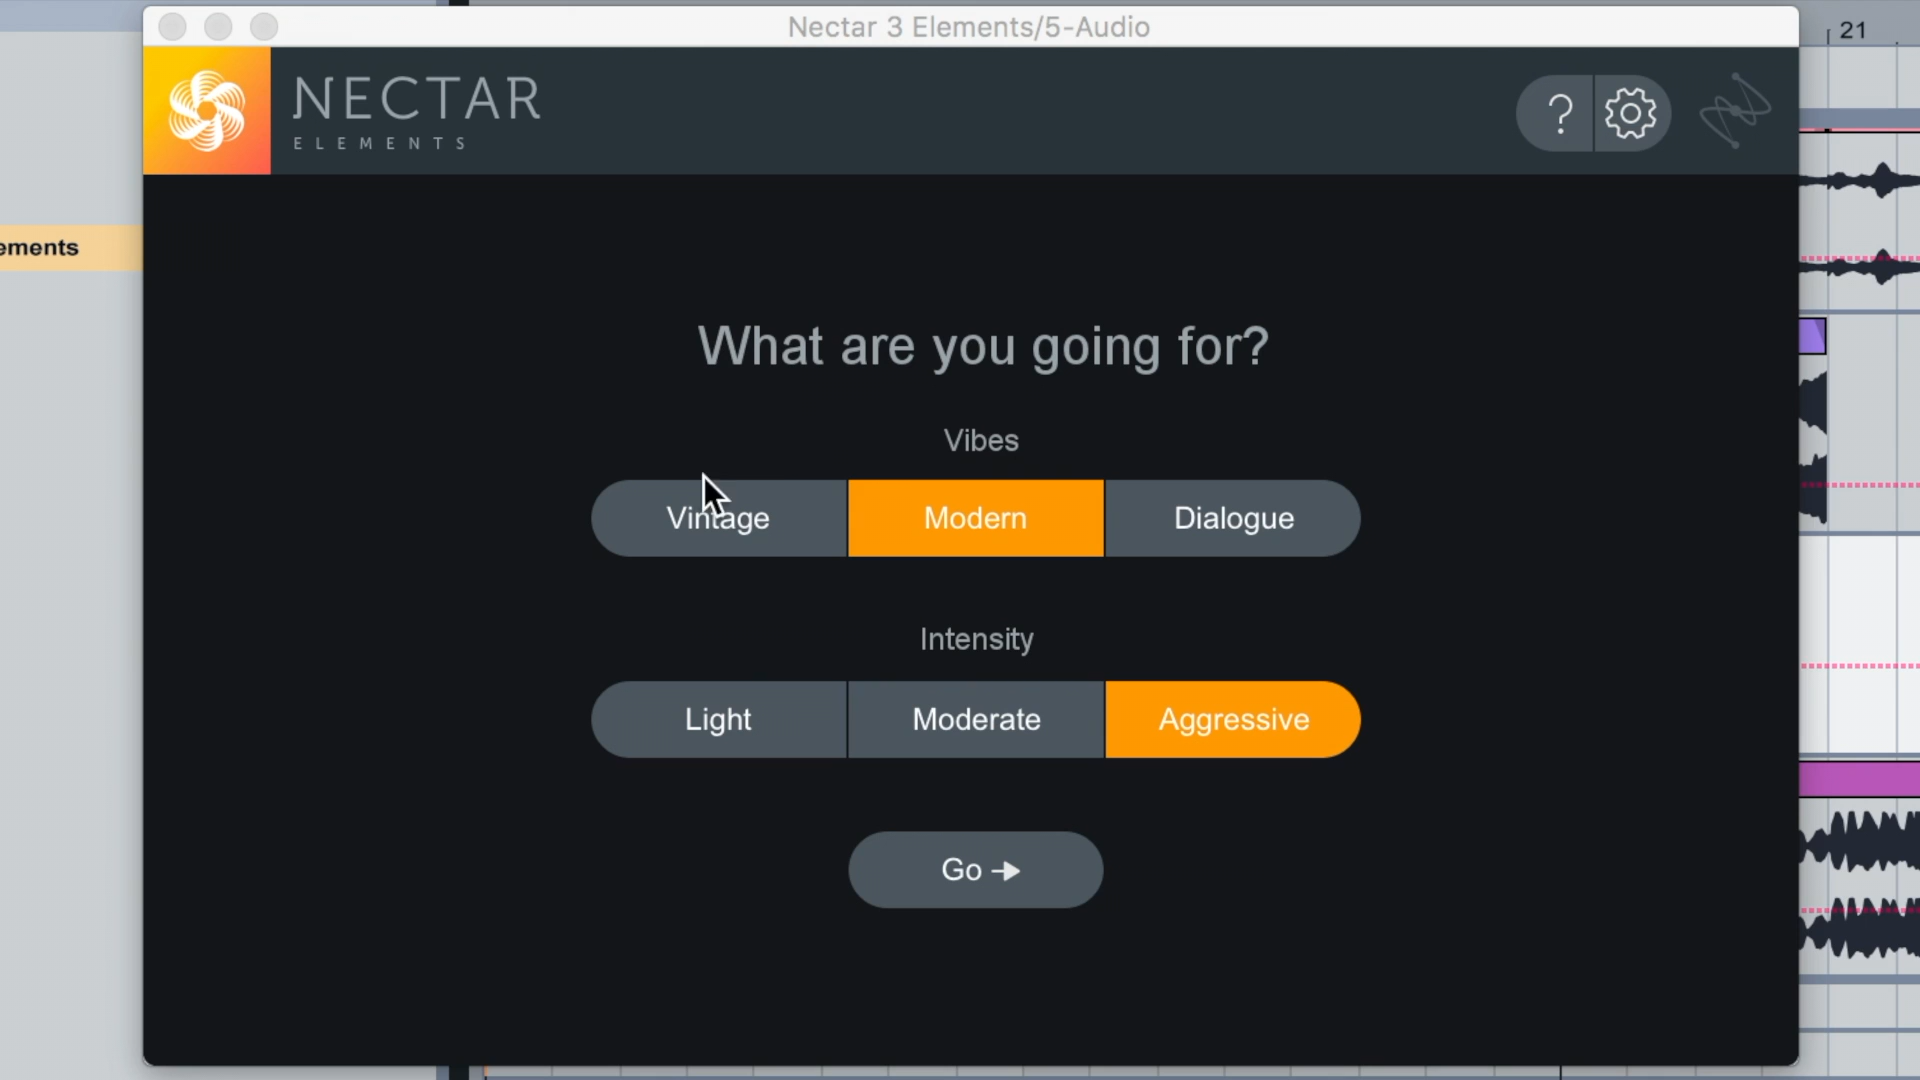 Nectar 3 Elements/5-Audio
21
NECTAR
ELEMENTS
?
ements
What are you going for?
Vibes
Vintage
Modern
Dialogue
Intensity
Light
Moderate
Aggressive
Go